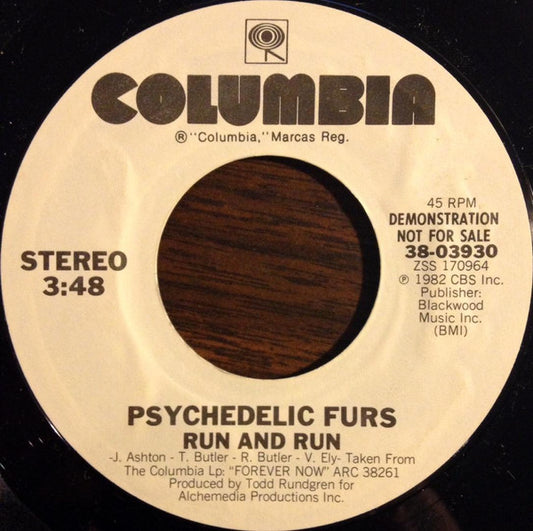 COLUMBIA
®"Columbia," Marcas Reg.
STEREO
3:48
45 RPM
DEMONSTRATION
NOT FOR SALE
38-03930
ZSS 170964
℗ 1982 CBS Inc.
Publisher:
Blackwood
Music Inc.
(BMI)
PSYCHEDELIC FURS
RUN AND RUN
-J. Ashton - T. Butler - R. Butler - V. Ely- Taken From
The Columbia Lp: "FOREVER NOW" ARC 38261
Produced by Todd Rundgren for
Alchemedia Productions Inc.